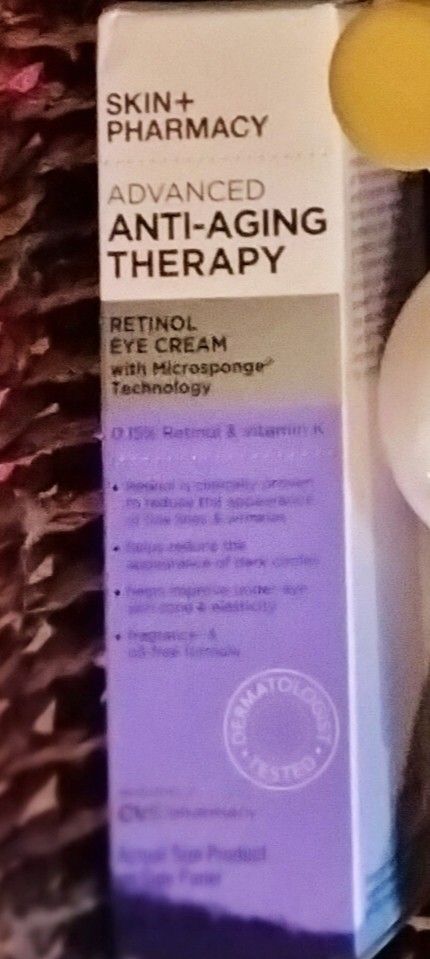 SKIN+
PHARMACY
ADVANCED
ANTI-AGING
THERAPY
RETINOL
EYE CREAM
with Microsponge
Technology
0.15% Retinol & vitamin K
• Retinol is clinically proven
to reduce the appearance
of fine lines & wrinkles
• helps reduce the
appearance of dark circles
• helps improve under eye
skin tone & elasticity
• fragrance- &
oil-free formula
DERMATOLOGIST
• TESTED •
CVS pharmacy
Actual Size Product